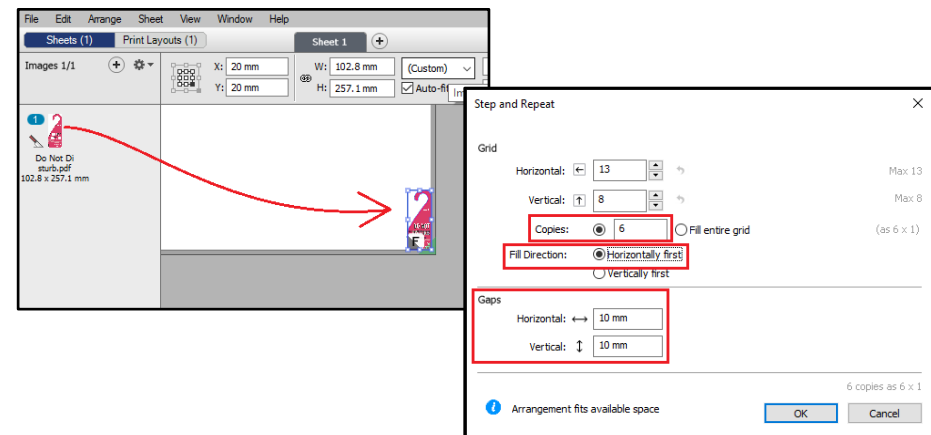 File Edit Arrange Sheet View Window Help
Sheets (1) Print Layouts (1) Sheet 1
Images 1/1 X: 20 mm W: 102.8 mm (Custom)
Y: 20 mm H: 257.1 mm Auto-fi
1
Do Not Di
sturb.pdf
102.8 x 257.1 mm
F
Step and Repeat
Grid
Horizontal: 13 Max 13
Vertical: 8 Max 8
Copies: 6 Fill entire grid (as 6 x 1)
Fill Direction: Horizontally first
Vertically first
Gaps
Horizontal: 10 mm
Vertical: 10 mm
6 copies as 6 x 1
Arrangement fits available space OK Cancel